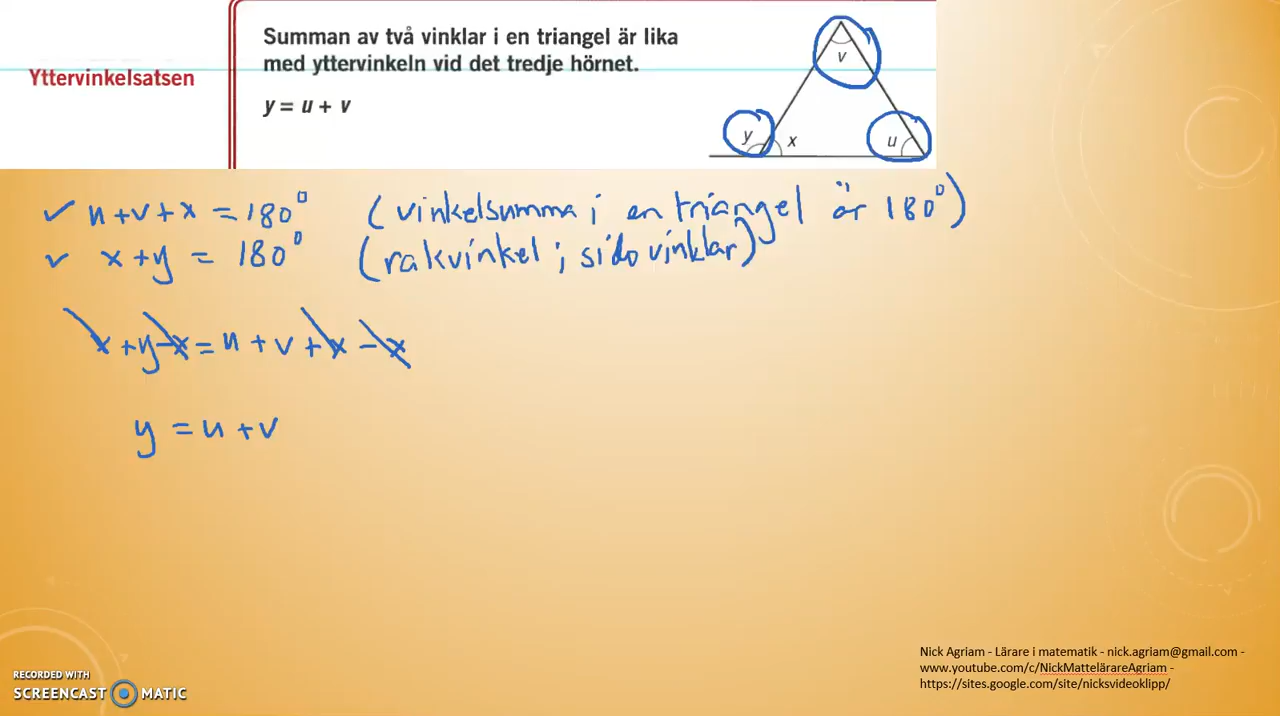 Yttervinkelsatsen
Summan av två vinklar i en triangel är lika
med yttervinkeln vid det tredje hörnet.
y = u + v
v
y
x
u
✓ u+v+x = 180° (vinkelsumma i en triangel är 180°)
✓ x+y = 180° (rakvinkel; sidovinklar)
x+y-x = u+v+x-x
y = u+v
Nick Agriam - Lärare i matematik - nick.agriam@gmail.com -
www.youtube.com/c/NickMattelärareAgriam -
https://sites.google.com/site/nicksvideoklipp/
RECORDED WITH
SCREENCAST MATIC